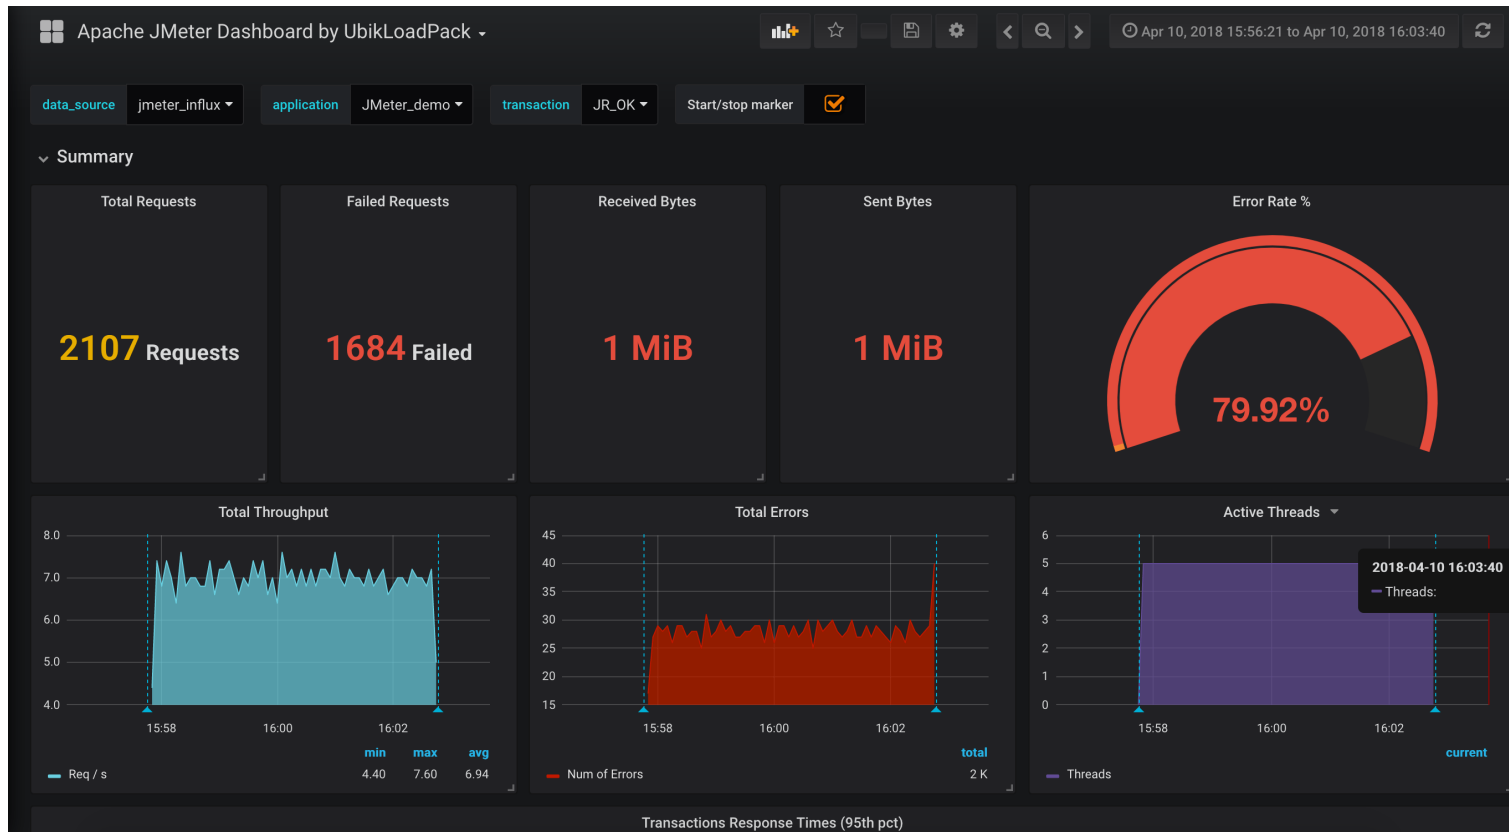 Apache JMeter Dashboard by UbikLoadPack
Apr 10, 2018 15:56:21 to Apr 10, 2018 16:03:40
data_source jmeter_influx application JMeter_demo transaction JR_OK Start/stop marker
Summary
Total Requests Failed Requests Received Bytes Sent Bytes Error Rate %
2107 Requests 1684 Failed 1 MiB 1 MiB
79.92%
Total Throughput
8.0
7.0
6.0
5.0
4.0
15:58 16:00 16:02
min max avg
Req / s 4.40 7.60 6.94
Total Errors
45
40
35
30
25
20
15
15:58 16:00 16:02
total
Num of Errors 2 K
Active Threads
6
5
4
3
2
1
0
2018-04-10 16:03:40
Threads:
15:58 16:00 16:02
current
Threads
Transactions Response Times (95th pct)